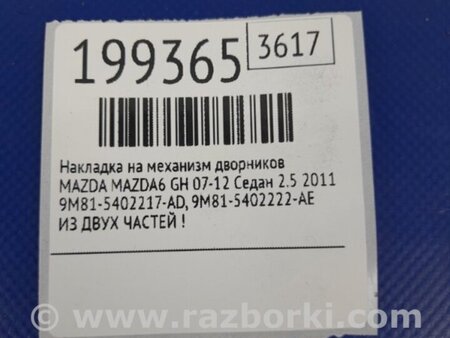 199365
3617
Накладка на механизм дворников
MAZDA MAZDA6 GH 07-12 Седан 2.5 2011
9M81-5402217-AD, 9M81-5402222-AE
ИЗ ДВУХ ЧАСТЕЙ !
© www.razborki.com